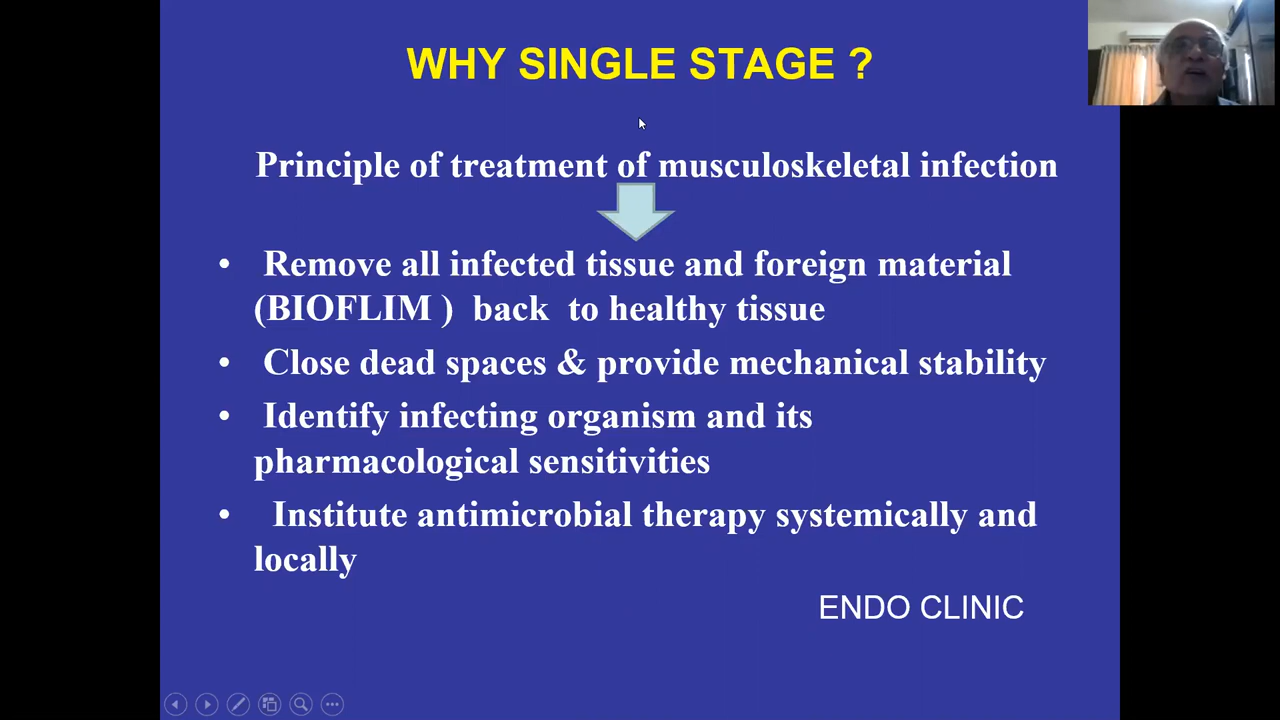 WHY SINGLE STAGE ?
Principle of treatment of musculoskeletal infection
• Remove all infected tissue and foreign material
(BIOFLIM ) back to healthy tissue
• Close dead spaces & provide mechanical stability
• Identify infecting organism and its
pharmacological sensitivities
• Institute antimicrobial therapy systemically and
locally
ENDO CLINIC